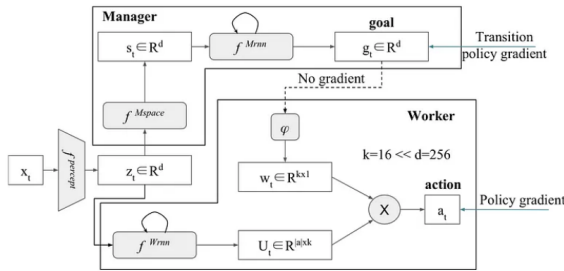 Manager
goal
s_t ∈ R^d
f^Mrnn
g_t ∈ R^d
Transition
policy gradient
No gradient
f^Mspace
φ
Worker
k=16 << d=256
x_t
f^percept
z_t ∈ R^d
w_t ∈ R^kx1
action
X
a_t
Policy gradient
f^Wrnn
U_t ∈ R^|a|xk